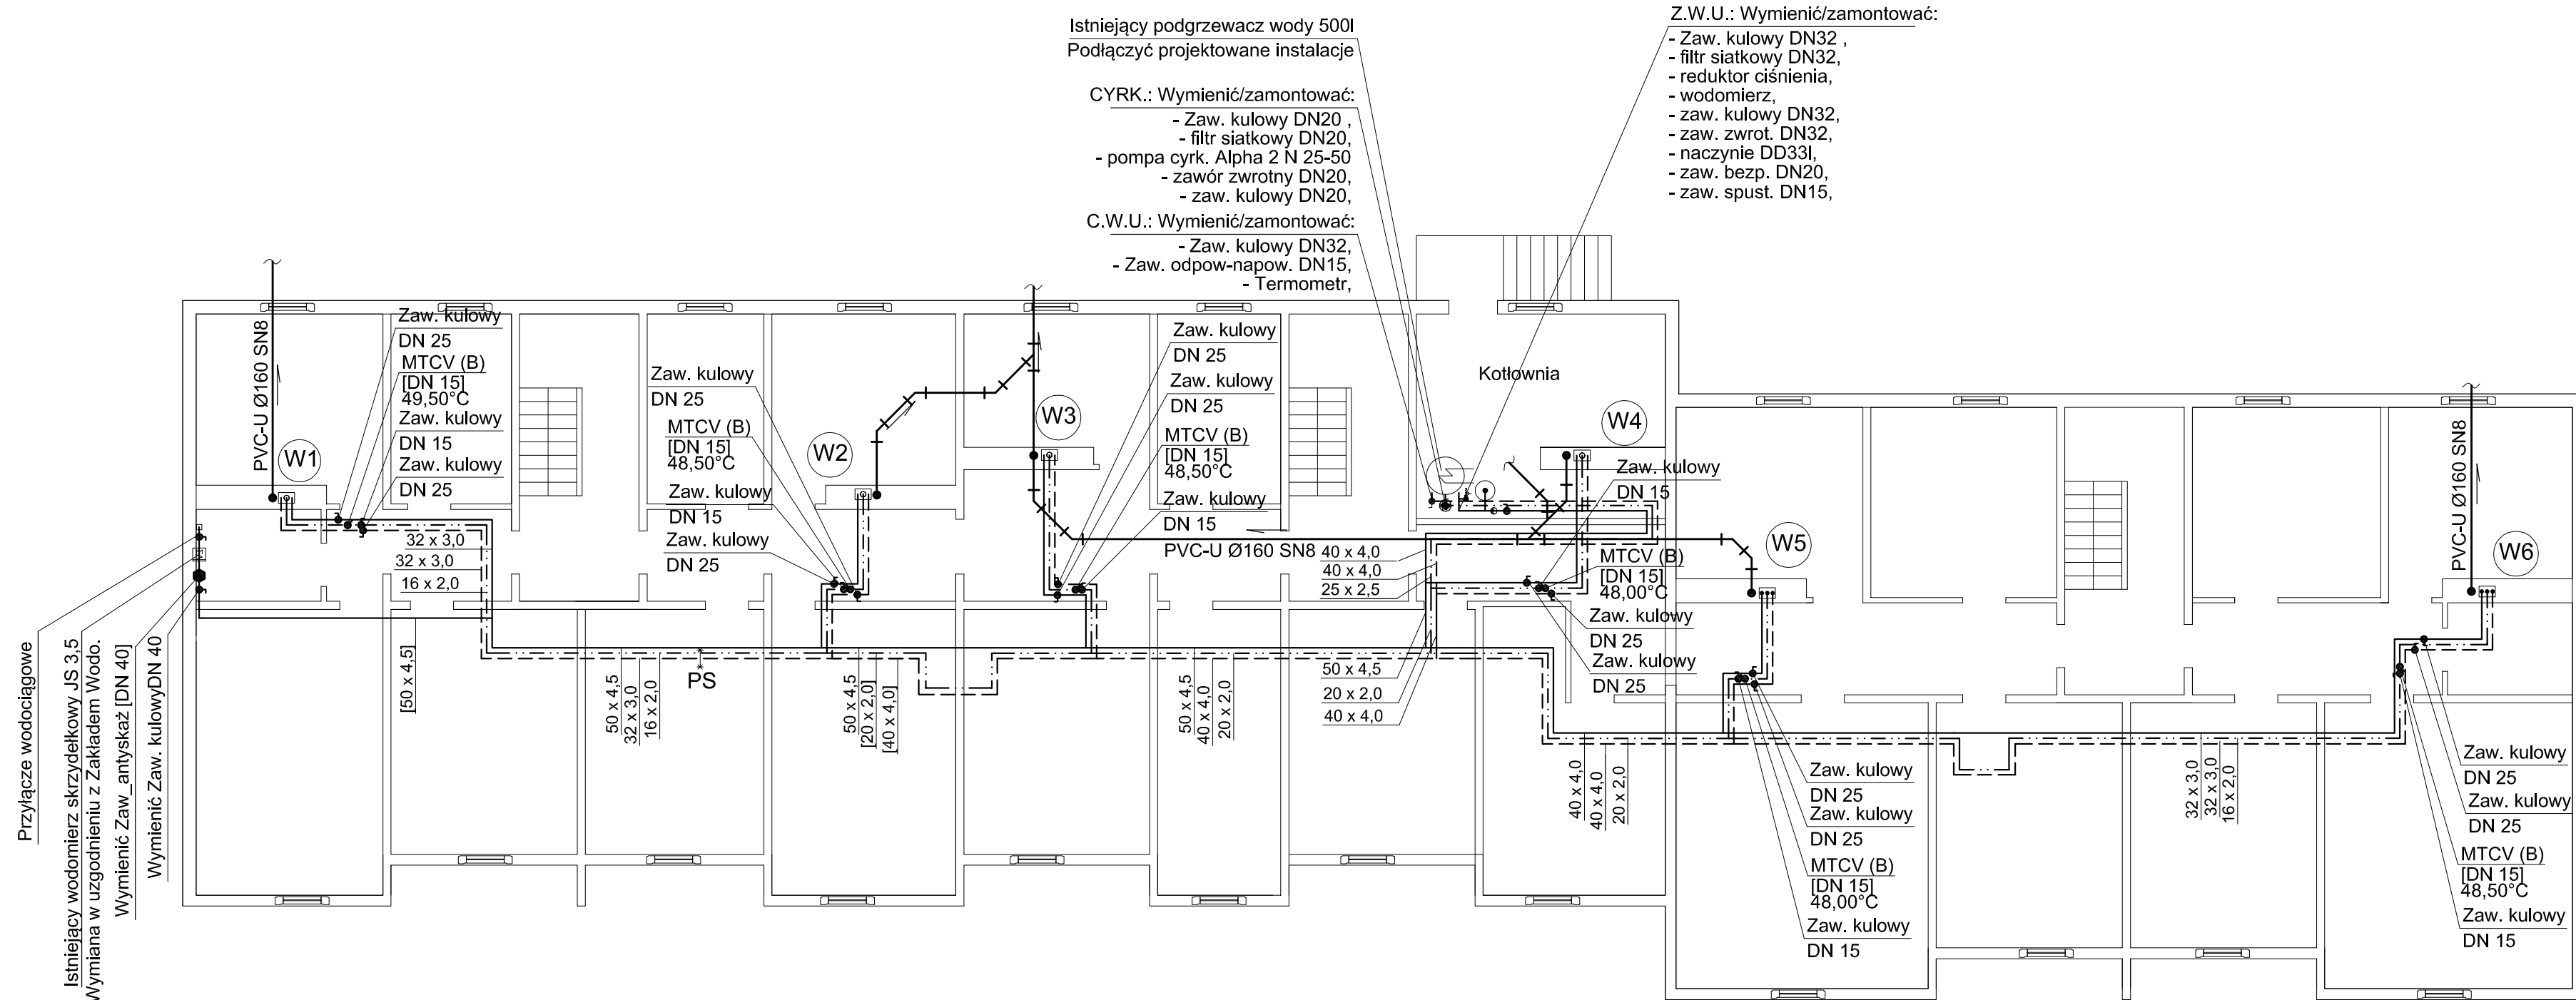 Istniejący podgrzewacz wody 500l
Podłączyć projektowane instalacje
CYRK.: Wymienić/zamontować:
- Zaw. kulowy DN20 ,
- filtr siatkowy DN20,
- pompa cyrk. Alpha 2 N 25-50
- zawór zwrotny DN20,
- zaw. kulowy DN20,
C.W.U.: Wymienić/zamontować:
- Zaw. kulowy DN32,
- Zaw. odpow-napow. DN15,
- Termometr,
Z.W.U.: Wymienić/zamontować:
- Zaw. kulowy DN32 ,
- filtr siatkowy DN32,
- reduktor ciśnienia,
- wodomierz,
- zaw. kulowy DN32,
- zaw. zwrot. DN32,
- naczynie DD33l,
- zaw. bezp. DN20,
- zaw. spust. DN15,
PVC-U Ø160 SN8
W1
Zaw. kulowy
DN 25
MTCV (B)
[DN 15]
49,50°C
Zaw. kulowy
DN 15
Zaw. kulowy
DN 25
32 x 3,0
32 x 3,0
16 x 2,0
Przyłącze wodociągowe
Istniejący wodomierz skrzydełkowy JS 3,5
Wymiana w uzgodnieniu z Zakładem Wodo.
Wymienić Zaw_antyskaż [DN 40]
Wymienić Zaw. kulowyDN 40
[50 x 4,5]
Zaw. kulowy
DN 25
MTCV (B)
[DN 15]
48,50°C
Zaw. kulowy
DN 15
Zaw. kulowy
DN 25
W2
50 x 4,5
32 x 3,0
16 x 2,0
PS
50 x 4,5
[20 x 2,0]
[40 x 4,0]
W3
Zaw. kulowy
DN 25
Zaw. kulowy
DN 25
MTCV (B)
[DN 15]
48,50°C
Zaw. kulowy
DN 15
PVC-U Ø160 SN8
40 x 4,0
40 x 4,0
25 x 2,5
50 x 4,5
40 x 4,0
20 x 2,0
50 x 4,5
20 x 2,0
40 x 4,0
Kotłownia
W4
Zaw. kulowy
DN 15
MTCV (B)
[DN 15]
48,00°C
Zaw. kulowy
DN 25
Zaw. kulowy
DN 25
40 x 4,0
40 x 4,0
20 x 2,0
W5
Zaw. kulowy
DN 25
Zaw. kulowy
DN 25
MTCV (B)
[DN 15]
48,00°C
Zaw. kulowy
DN 15
32 x 3,0
32 x 3,0
16 x 2,0
PVC-U Ø160 SN8
W6
Zaw. kulowy
DN 25
Zaw. kulowy
DN 25
MTCV (B)
[DN 15]
48,50°C
Zaw. kulowy
DN 15